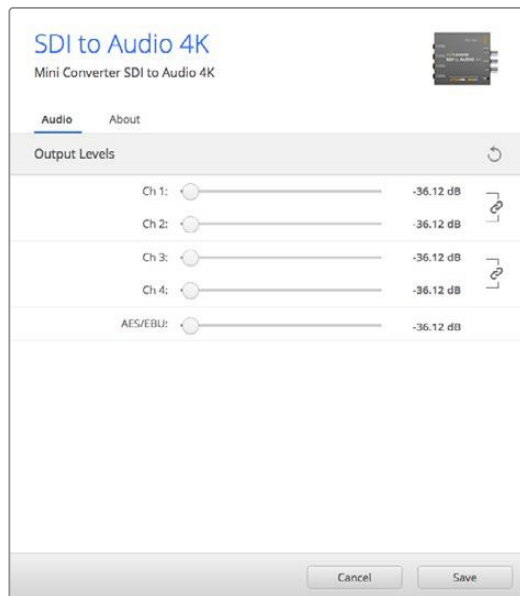 SDI to Audio 4K
Mini Converter SDI to Audio 4K
Audio About
Output Levels
Ch 1: -36.12 dB
Ch 2: -36.12 dB
Ch 3: -36.12 dB
Ch 4: -36.12 dB
AES/EBU: -36.12 dB
Cancel Save